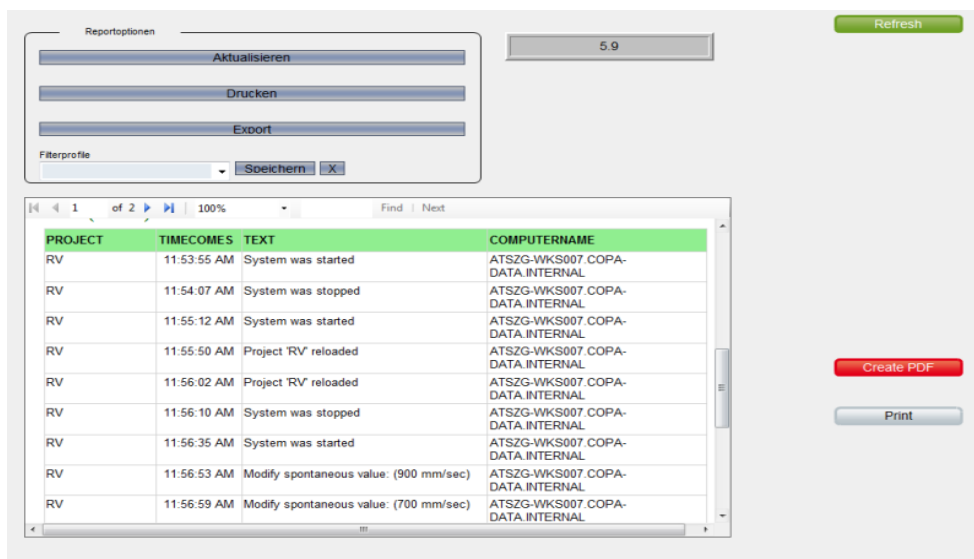 Reportoptionen
Aktualisieren
Drucken
Export
Filterprofile
Speichern X
5.9
Refresh
1 of 2 100% Find | Next
PROJECT TIMECOMES TEXT COMPUTERNAME
RV 11:53:55 AM System was started ATSZG-WKS007.COPA-
DATA.INTERNAL
RV 11:54:07 AM System was stopped ATSZG-WKS007.COPA-
DATA.INTERNAL
RV 11:55:12 AM System was started ATSZG-WKS007.COPA-
DATA.INTERNAL
RV 11:55:50 AM Project 'RV' reloaded ATSZG-WKS007.COPA-
DATA.INTERNAL
RV 11:56:02 AM Project 'RV' reloaded ATSZG-WKS007.COPA-
DATA.INTERNAL
RV 11:56:10 AM System was stopped ATSZG-WKS007.COPA-
DATA.INTERNAL
RV 11:56:35 AM System was started ATSZG-WKS007.COPA-
DATA.INTERNAL
RV 11:56:53 AM Modify spontaneous value: (900 mm/sec) ATSZG-WKS007.COPA-
DATA.INTERNAL
RV 11:56:59 AM Modify spontaneous value: (700 mm/sec) ATSZG-WKS007.COPA-
DATA.INTERNAL
Create PDF
Print